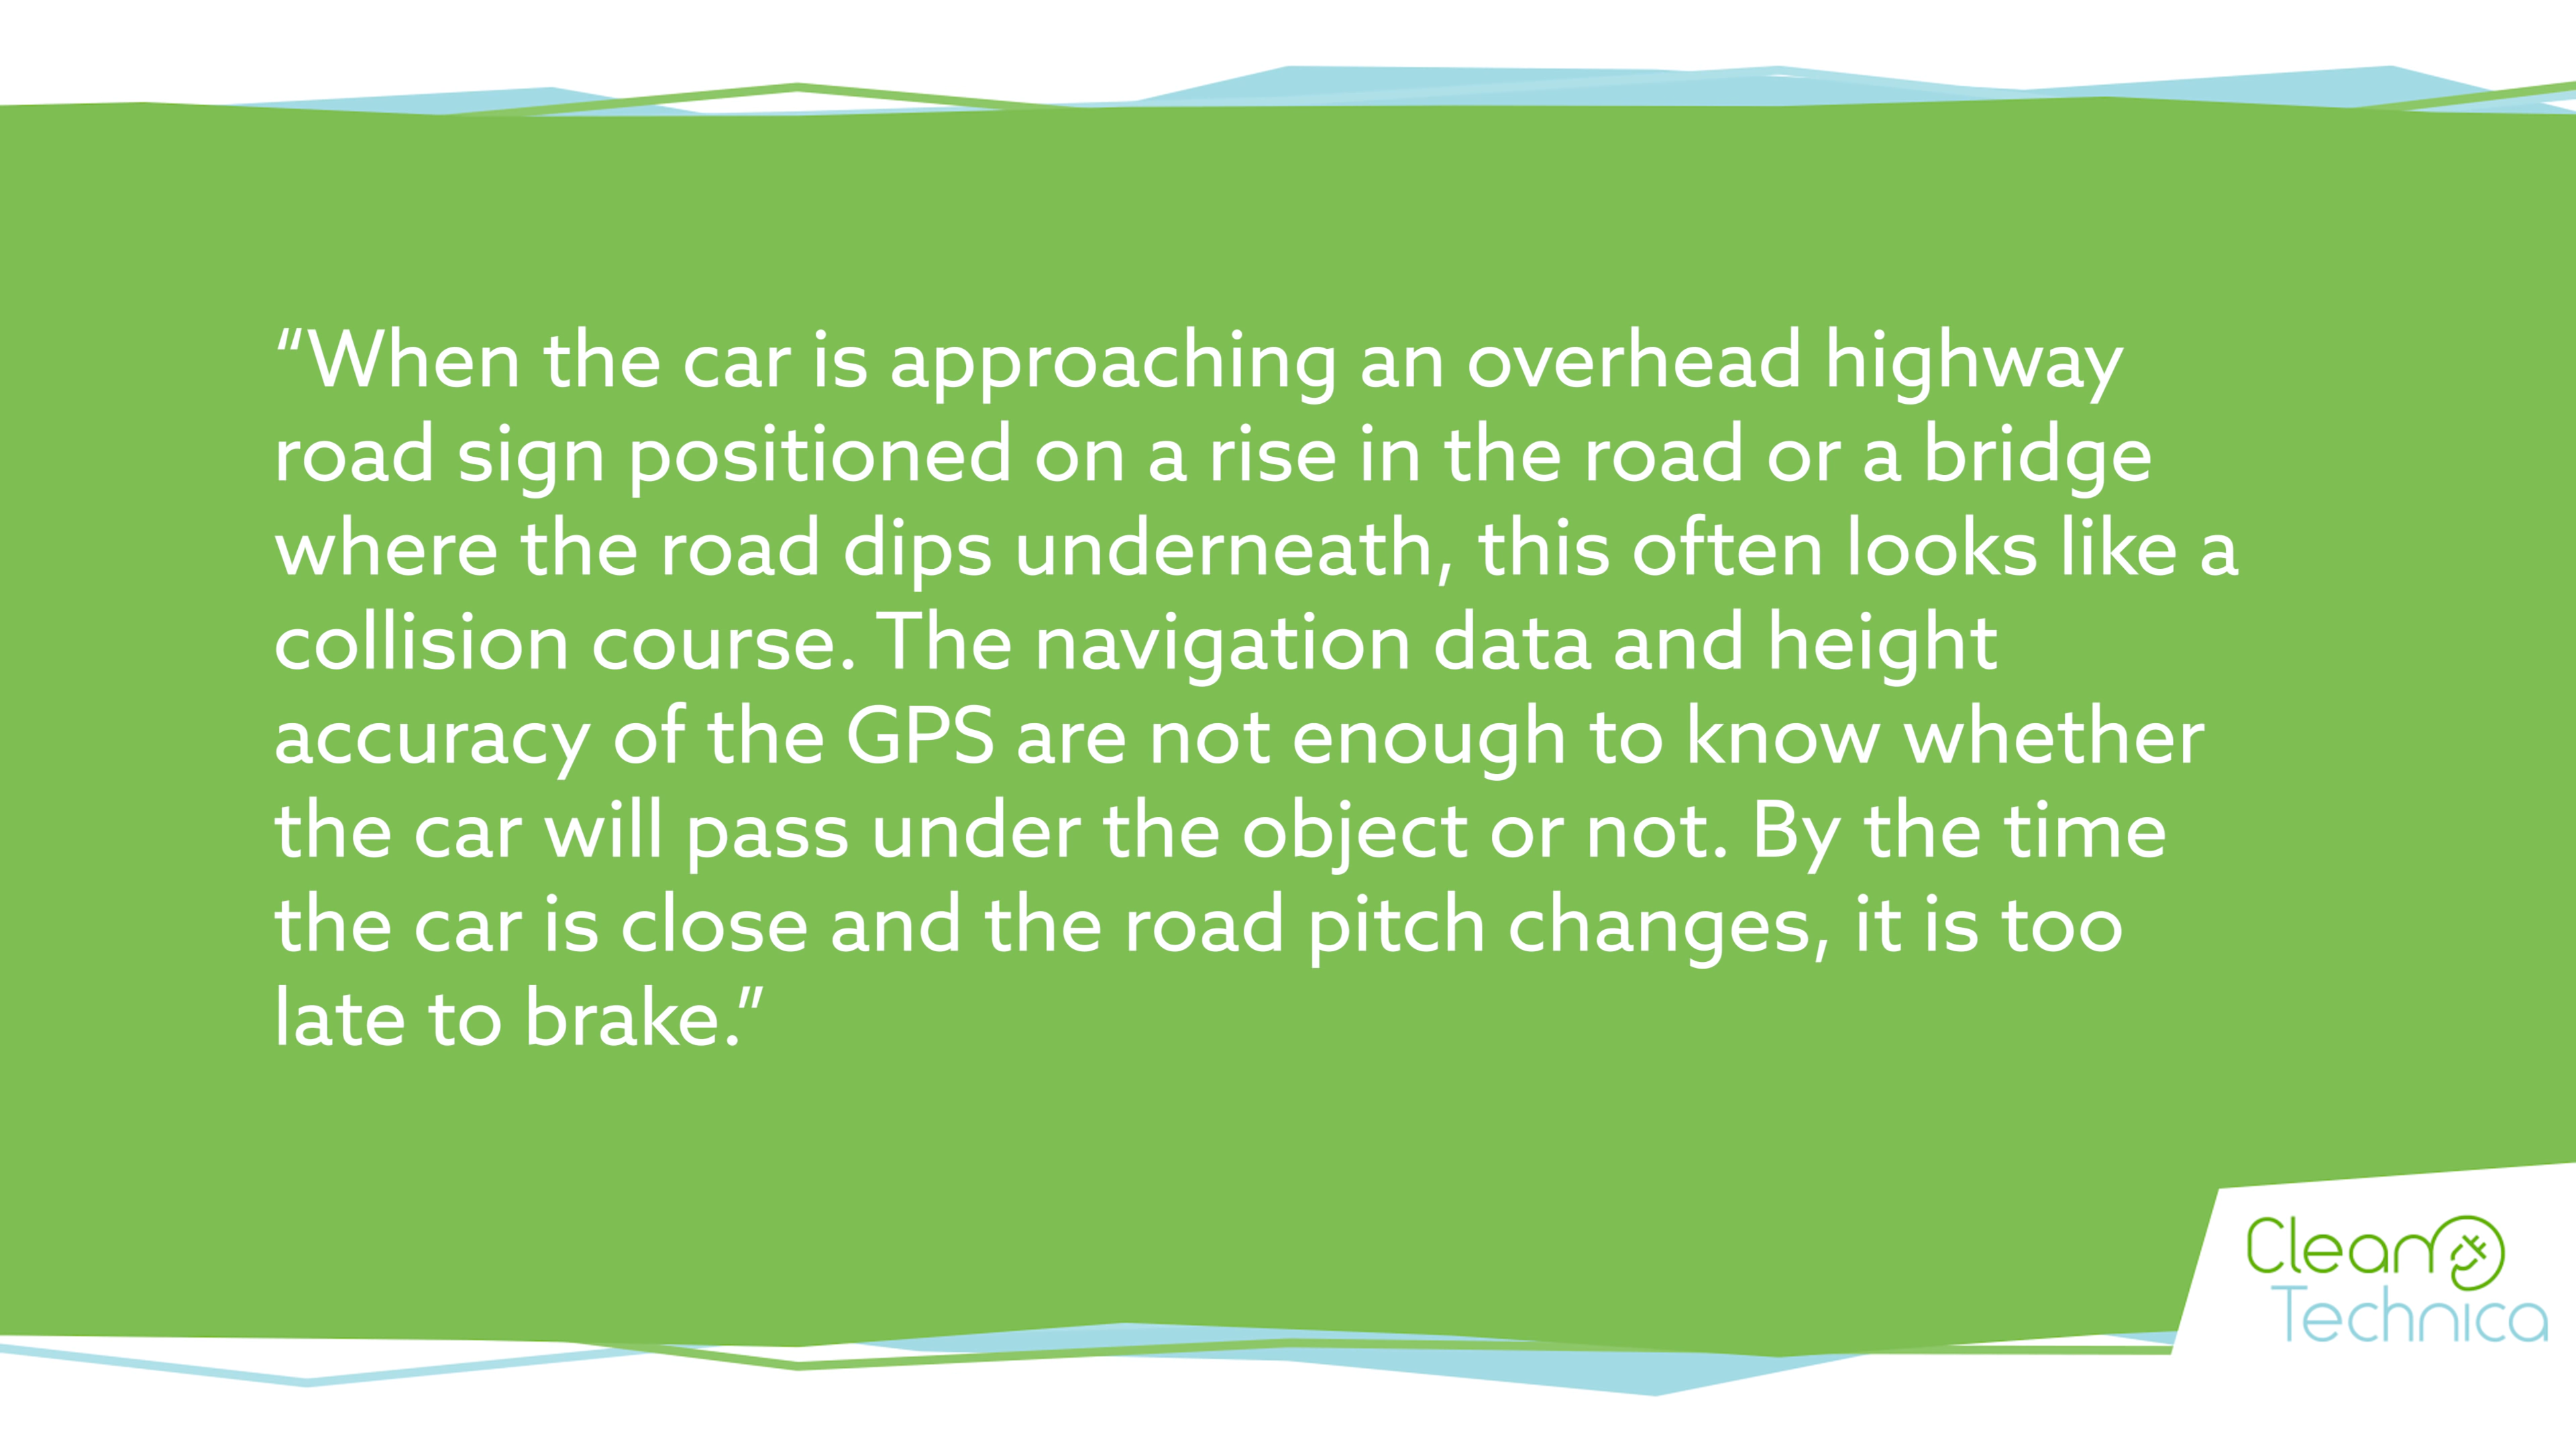 “When the car is approaching an overhead highway
road sign positioned on a rise in the road or a bridge
where the road dips underneath, this often looks like a
collision course. The navigation data and height
accuracy of the GPS are not enough to know whether
the car will pass under the object or not. By the time
the car is close and the road pitch changes, it is too
late to brake.”
Clean
Technica